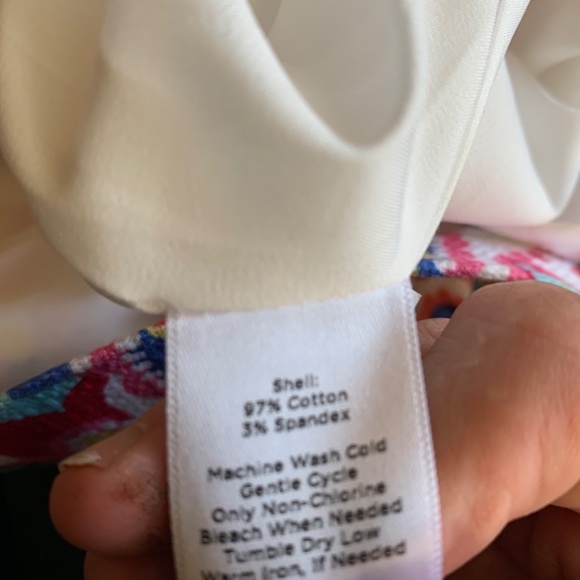 Shell:
97% Cotton
3% Spandex
Machine Wash Cold
Gentle Cycle
Only Non-Chlorine
Bleach When Needed
Tumble Dry Low
Warm Iron, If Needed